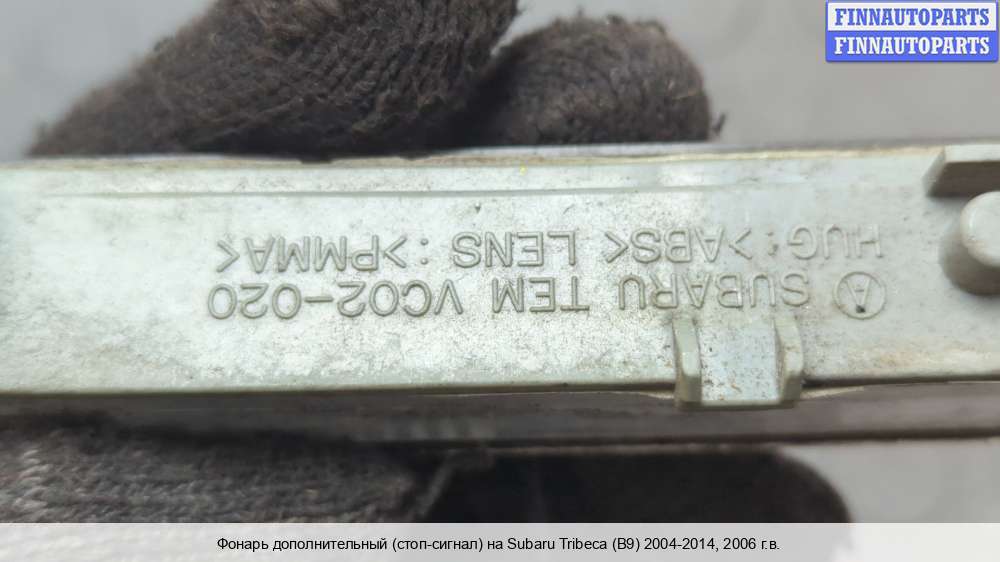 FINNAUTOPARTS
FINNAUTOPARTS
Ⓐ SUBARU TEM VC02-020
HUG:>ABS< LENS:>PMMA<
Фонарь дополнительный (стоп-сигнал) на Subaru Tribeca (B9) 2004-2014, 2006 г.в.